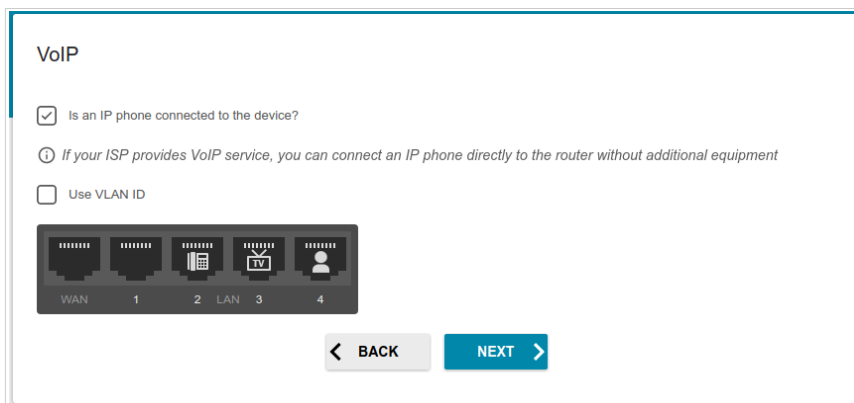 VoIP
Is an IP phone connected to the device?
If your ISP provides VoIP service, you can connect an IP phone directly to the router without additional equipment
Use VLAN ID
TV
WAN 1 2 LAN 3 4
BACK NEXT